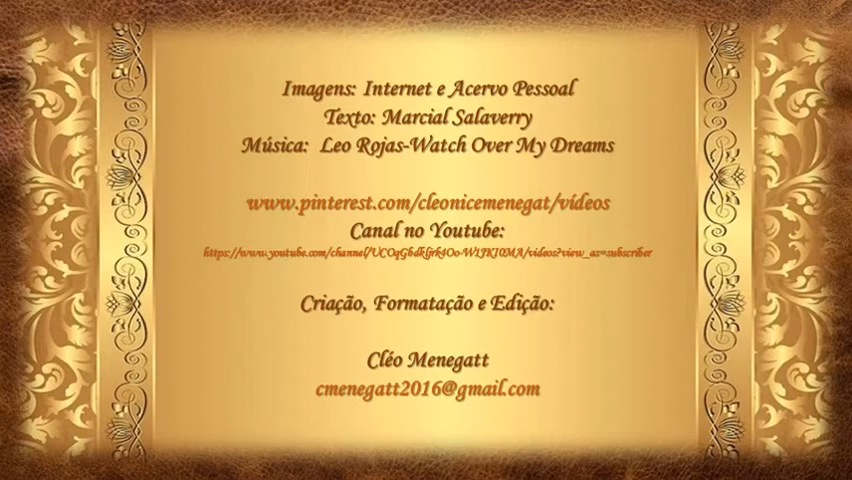 Imagens: Internet e Acervo Pessoal
Texto: Marcial Salaverry
Música: Leo Rojas-Watch Over My Dreams
www.pinterest.com/cleonicemenegat/vídeos
Canal no Youtube:
Criação, Formatação e Edição:
Cléo Menegatt
cmenegatt2016@gmail.com